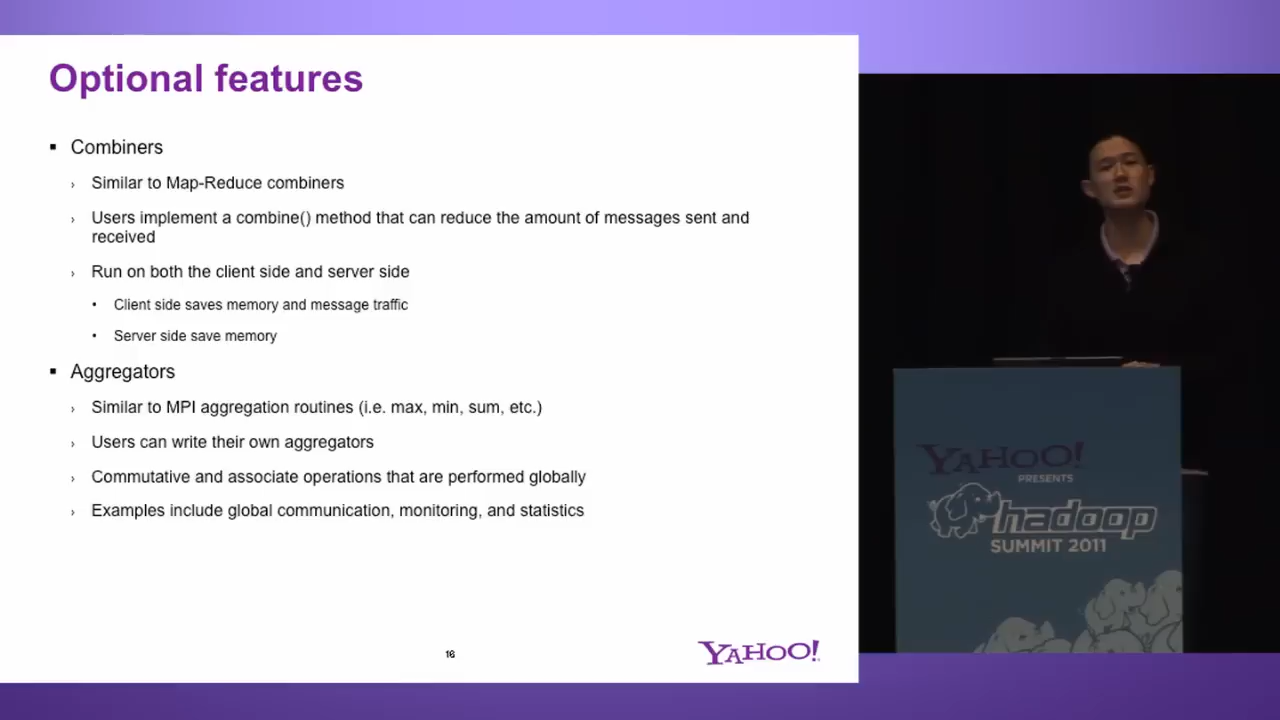 Optional features
▪ Combiners
› Similar to Map-Reduce combiners
› Users implement a combine() method that can reduce the amount of messages sent and
received
› Run on both the client side and server side
• Client side saves memory and message traffic
• Server side save memory
▪ Aggregators
› Similar to MPI aggregation routines (i.e. max, min, sum, etc.)
› Users can write their own aggregators
› Commutative and associate operations that are performed globally
› Examples include global communication, monitoring, and statistics
16
YAHOO!
YAHOO!
PRESENTS
hadoop
SUMMIT 2011